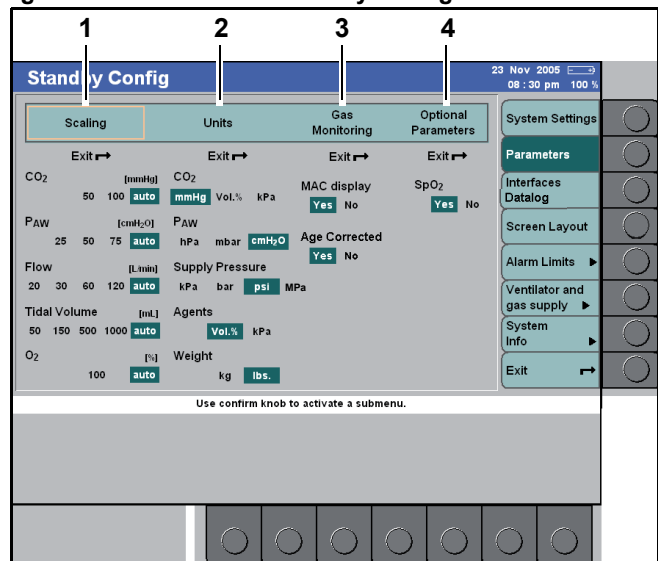 1 2 3 4
Standby Config
23 Nov 2005
08 : 30 pm 100 %
Scaling
Units
Gas Monitoring
Optional Parameters
Exit
Exit
Exit
Exit
CO2 [mmHg]
50 100 auto
PAW [cmH2O]
25 50 75 auto
Flow [L/min]
20 30 60 120 auto
Tidal Volume [mL]
50 150 500 1000 auto
O2 [%]
100 auto
CO2
mmHg Vol.% kPa
PAW
hPa mbar cmH2O
Supply Pressure
kPa bar psi MPa
Agents
Vol.% kPa
Weight
kg lbs.
MAC display
Yes No
Age Corrected
Yes No
SpO2
Yes No
System Settings
Parameters
Interfaces
Datalog
Screen Layout
Alarm Limits
Ventilator and
gas supply
System
Info
Exit
Use confirm knob to activate a submenu.